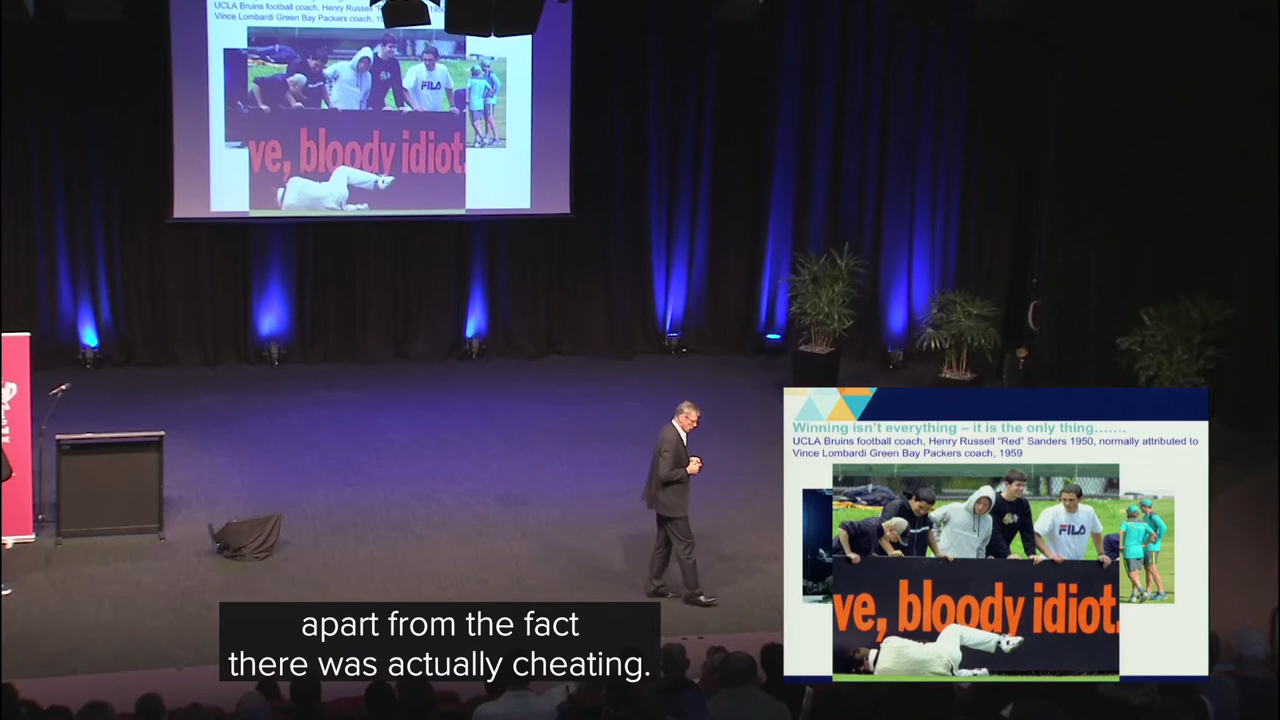 UCLA Bruins football coach, Henry Russell "Red"
Vince Lombardi Green Bay Packers coach,
FILA
ve, bloody idiot.
Winning isn't everything – it is the only thing…….
UCLA Bruins football coach, Henry Russell "Red" Sanders 1950, normally attributed to
Vince Lombardi Green Bay Packers coach, 1959
FILA
ve, bloody idiot.
apart from the fact
there was actually cheating.